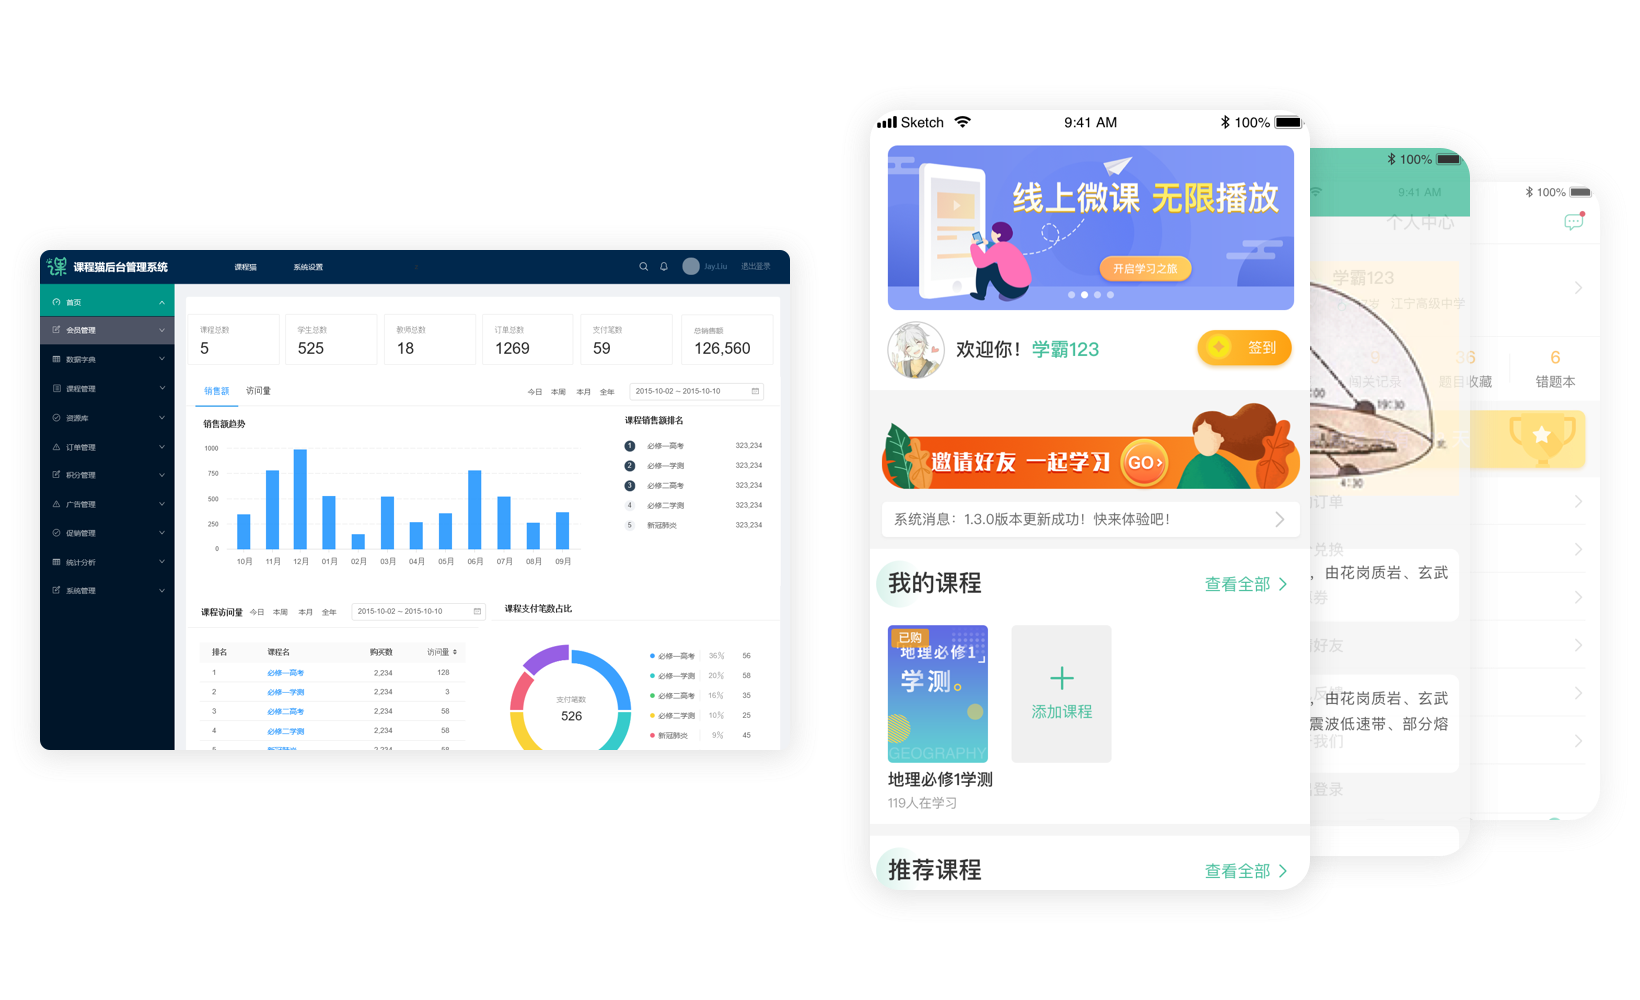 课程猫后台管理系统
课程猫
系统设置
Jay.Liu
退出登录
首页
会员管理
数据字典
课程管理
资源库
订单管理
积分管理
广告管理
促销管理
统计分析
系统管理
课程总数
5
学生总数
525
教师总数
18
订单总数
1269
支付笔数
59
总销售额
126,560
销售额 访问量
今日 本周 本月 全年 2015-10-02 ~ 2015-10-10
销售额趋势
1000
750
500
250
0
10月 11月 12月 01月 02月 03月 04月 05月 06月 07月 08月 09月
课程销售额排名
1 必修一高考 323,234
2 必修一学测 323,234
3 必修二高考 323,234
4 必修二学测 323,234
5 新冠肺炎 323,234
课程访问量 今日 本周 本月 全年 2015-10-02 ~ 2015-10-10
排名 课程名 购买数 访问量
1 必修一高考 2,234 128
2 必修一学测 2,234 3
3 必修二高考 2,234 58
4 必修二学测 2,234 58
5 新冠肺炎 2,234 58
课程支付笔数占比
支付笔数
526
必修一高考 36% 56
必修一学测 20% 58
必修二高考 16% 35
必修二学测 10% 25
新冠肺炎 9% 45
Sketch 9:41 AM 100%
线上微课 无限播放
开启学习之旅
欢迎你！学霸123
签到
邀请好友 一起学习 GO
系统消息：1.3.0版本更新成功！快来体验吧！
我的课程 查看全部
已购
地理必修1
学测
GEOGRAPHY
添加课程
地理必修1学测
119人在学习
推荐课程 查看全部
100%
9:41 AM
个人中心
学霸123
江宁高级中学
19:30
4:30
北
，由花岗质岩、玄武
，由花岗质岩、玄武
震波低速带、部分熔
100%
36
6
闯关记录
题目收藏
错题本
订单
兑换
券
好友
反馈
我们
登录